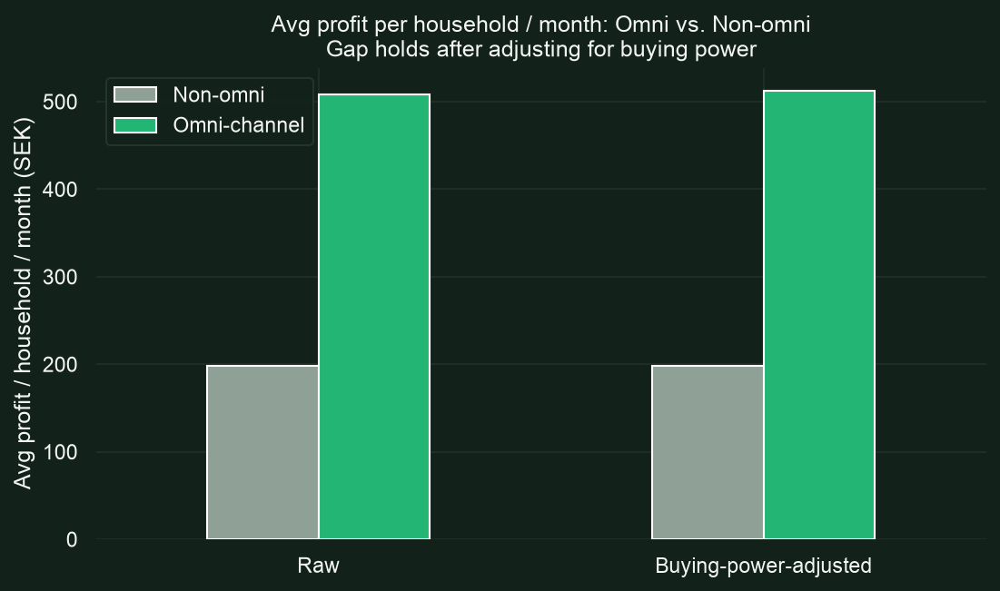 Avg profit per household / month: Omni vs. Non-omni
Gap holds after adjusting for buying power
Non-omni
Omni-channel
Avg profit / household / month (SEK)
500
400
300
200
100
0
Raw
Buying-power-adjusted